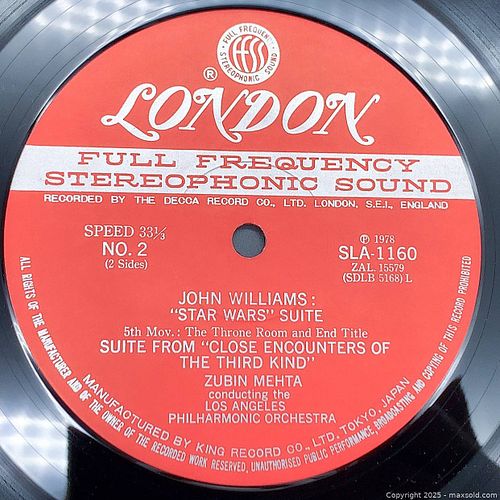 FULL FREQUENCY
ffss
STEREOPHONIC SOUND
®
LONDON
FULL FREQUENCY
STEREOPHONIC SOUND
RECORDED BY THE DECCA RECORD CO., LTD. LONDON, S.E.I., ENGLAND
SPEED 33⅓
NO. 2
(2 Sides)
℗ 1978
SLA-1160
ZAL. 15579
(SDLB 5168) L
JOHN WILLIAMS :
"STAR WARS" SUITE
5th Mov. : The Throne Room and End Title
SUITE FROM "CLOSE ENCOUNTERS OF
THE THIRD KIND"
ZUBIN MEHTA
conducting the
LOS ANGELES
PHILHARMONIC ORCHESTRA
MANUFACTURED BY KING RECORD CO., LTD. TOKYO, JAPAN
ALL RIGHTS OF THE MANUFACTURER AND OF THE OWNER OF THE RECORDED WORK RESERVED, UNAUTHORISED PUBLIC PERFORMANCE, BROADCASTING AND COPYING OF THIS RECORD PROHIBITED
Copyright 2025 - maxsold.com